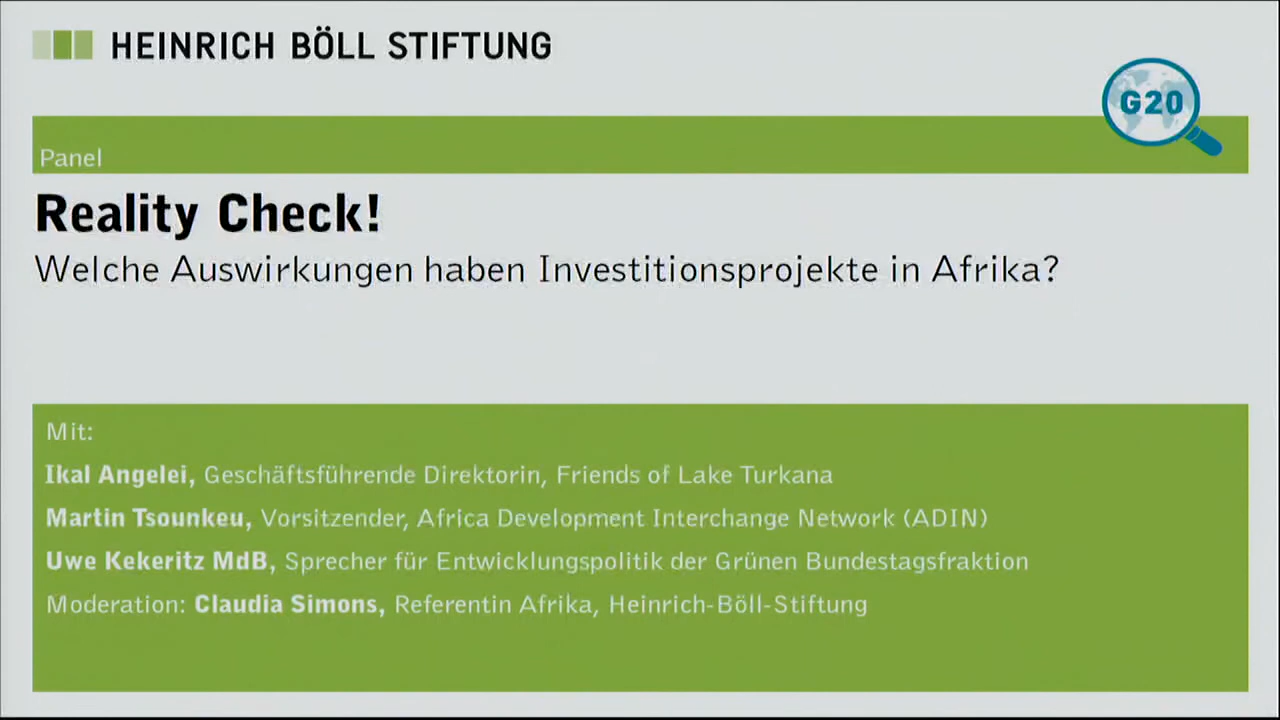 HEINRICH BÖLL STIFTUNG
G20
Panel
Reality Check!
Welche Auswirkungen haben Investitionsprojekte in Afrika?
Mit:
Ikal Angelei, Geschäftsführende Direktorin, Friends of Lake Turkana
Martin Tsounkeu, Vorsitzender, Africa Development Interchange Network (ADIN)
Uwe Kekeritz MdB, Sprecher für Entwicklungspolitik der Grünen Bundestagsfraktion
Moderation: Claudia Simons, Referentin Afrika, Heinrich-Böll-Stiftung